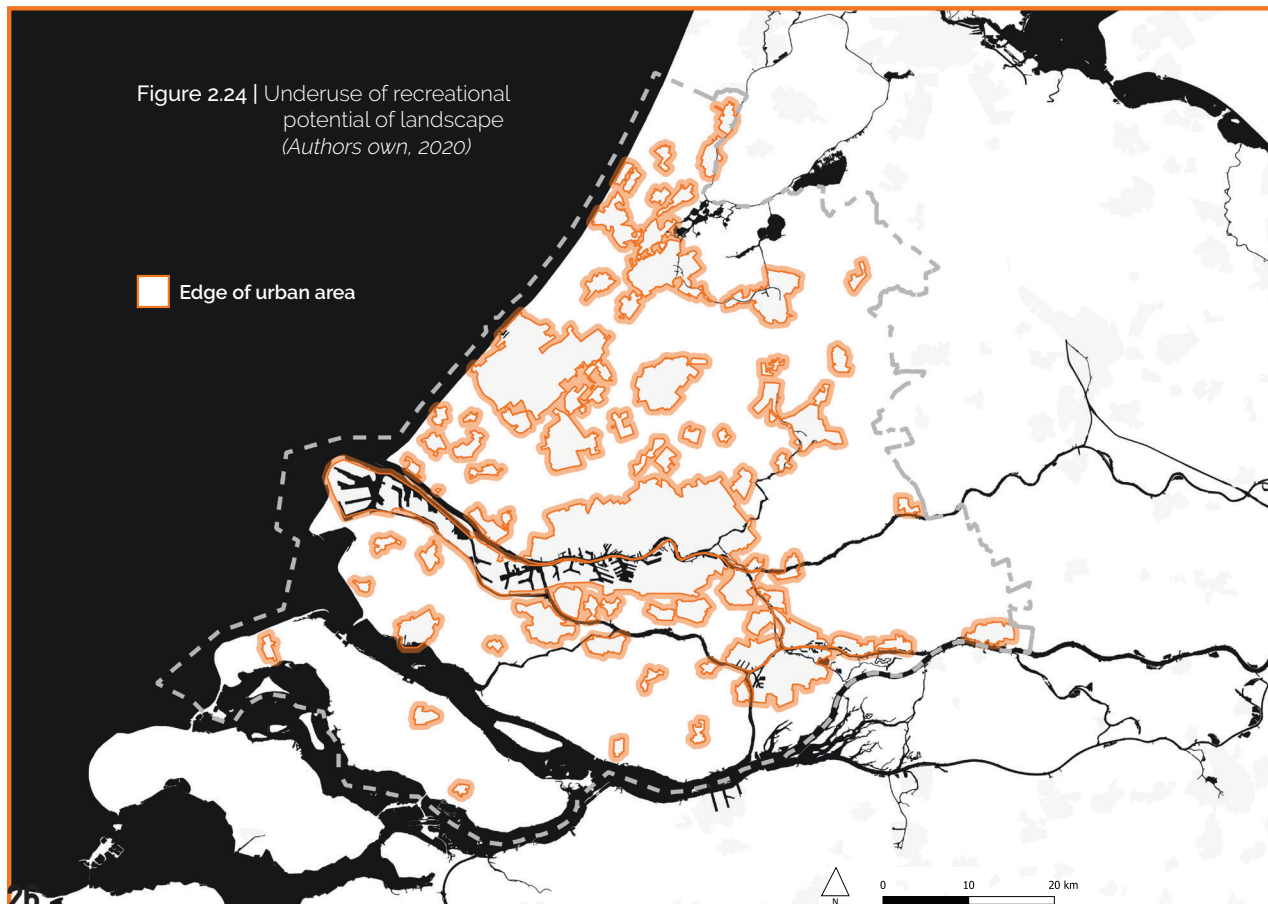 Figure 2.24 | Underuse of recreational
potential of landscape
(Authors own, 2020)
Edge of urban area
26
N
0 10 20 km